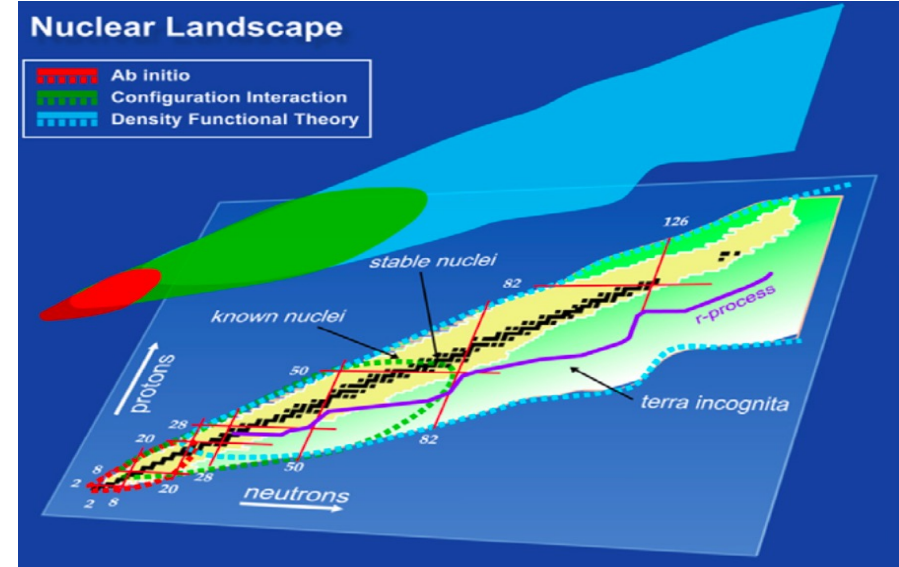 Nuclear Landscape
Ab initio
Configuration Interaction
Density Functional Theory
126
stable nuclei
82
known nuclei
r-process
protons
50
terra incognita
28
20
82
8
50
28
20
2
neutrons
2 8